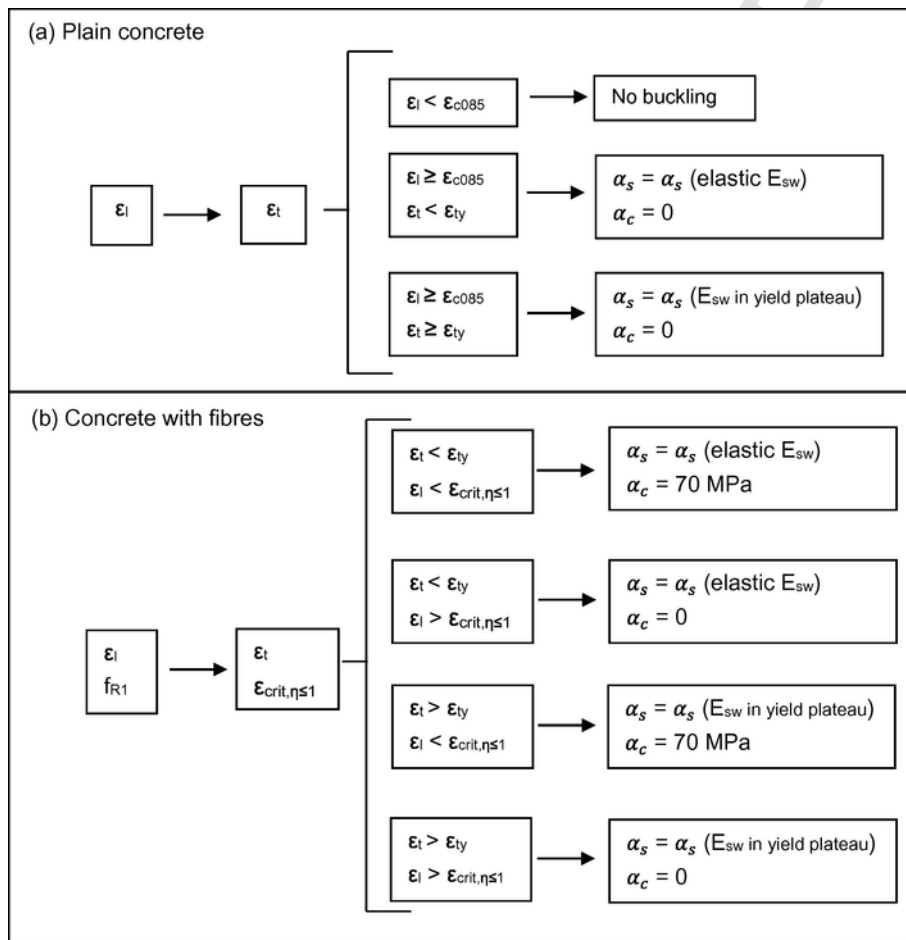 (a) Plain concrete
εl
εt
εl < εc085
No buckling
εl ≥ εc085
εt < εty
αs = αs (elastic Esw)
αc = 0
εl ≥ εc085
εt ≥ εty
αs = αs (Esw in yield plateau)
αc = 0
(b) Concrete with fibres
εl
fR1
εt
εcrit,η≤1
εt < εty
εl < εcrit,η≤1
αs = αs (elastic Esw)
αc = 70 MPa
εt < εty
εl > εcrit,η≤1
αs = αs (elastic Esw)
αc = 0
εt > εty
εl < εcrit,η≤1
αs = αs (Esw in yield plateau)
αc = 70 MPa
εt > εty
εl > εcrit,η≤1
αs = αs (Esw in yield plateau)
αc = 0